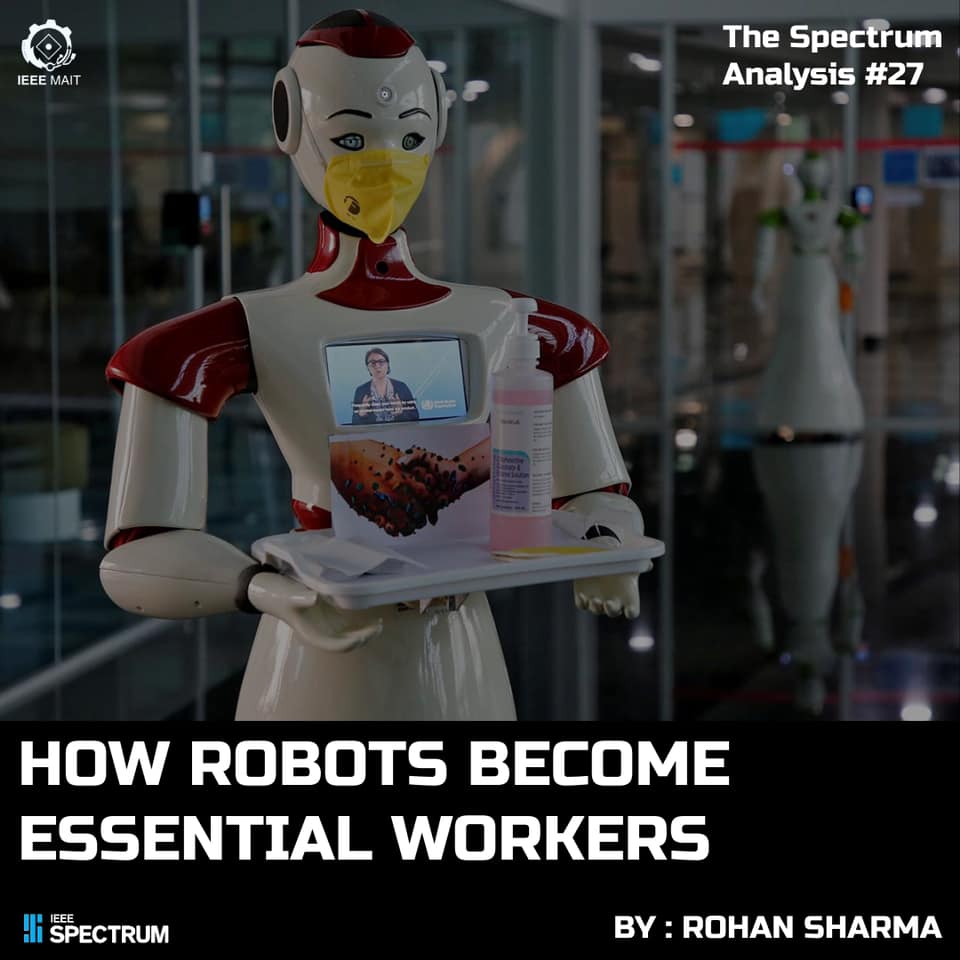 IEEE MAIT
The Spectrum
Analysis #27
HOW ROBOTS BECOME
ESSENTIAL WORKERS
IEEE
SPECTRUM
BY : ROHAN SHARMA